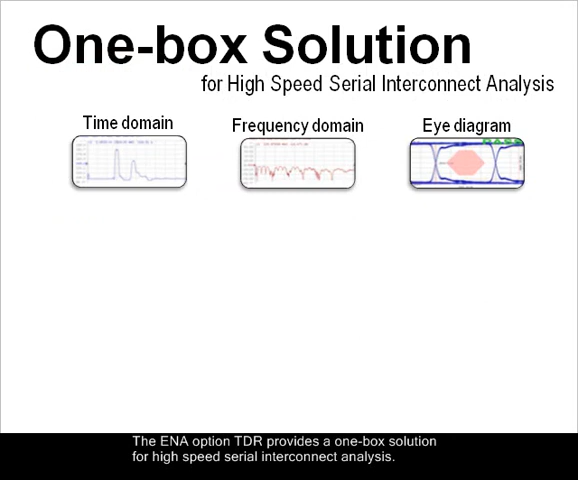 One-box Solution
for High Speed Serial Interconnect Analysis
Time domain
Frequency domain
Eye diagram
The ENA option TDR provides a one-box solution
for high speed serial interconnect analysis.